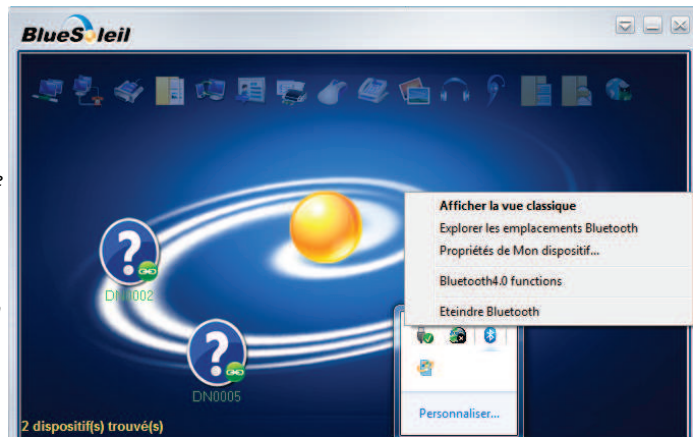 BlueSoleil
Afficher la vue classique
Explorer les emplacements Bluetooth
Propriétés de Mon dispositif...
Bluetooth4.0 functions
Eteindre Bluetooth
DN0002
DN0005
Personnaliser...
2 dispositif(s) trouvé(s)